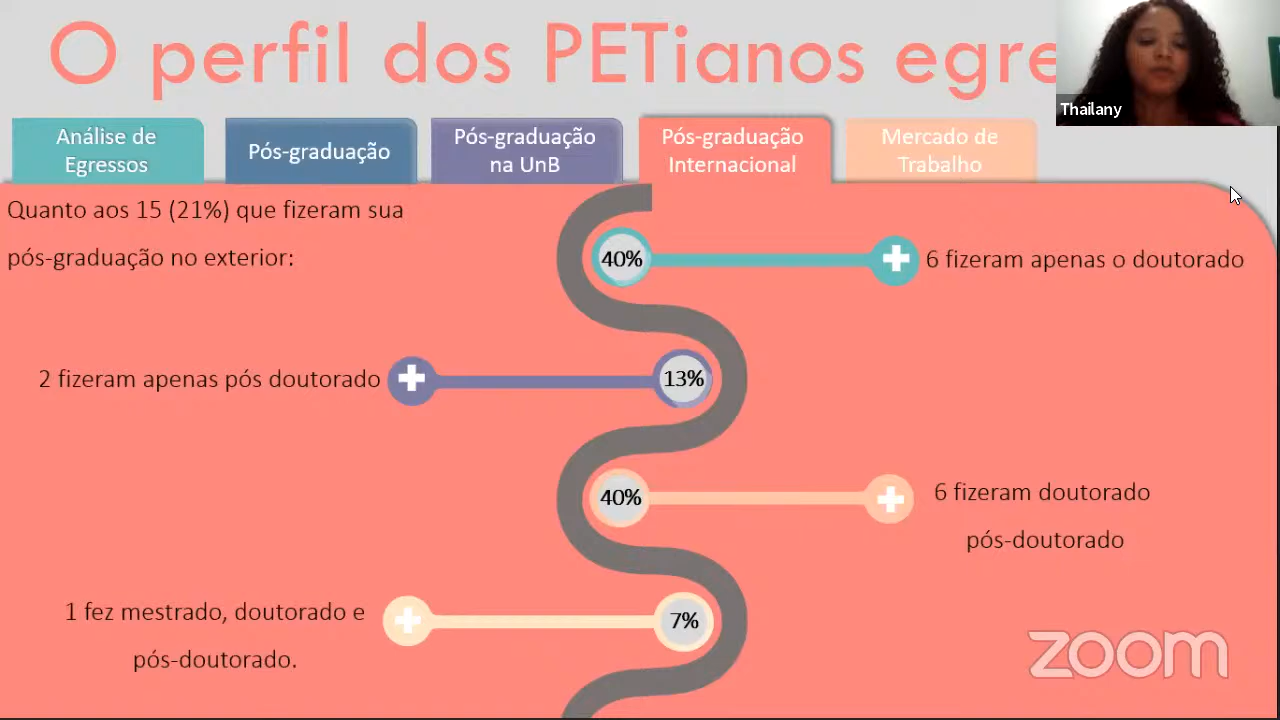 O perfil dos PETianos egre
Thailany
Análise de
Egressos
Pós-graduação
Pós-graduação
na UnB
Pós-graduação
Internacional
Mercado de
Trabalho
Quanto aos 15 (21%) que fizeram sua
pós-graduação no exterior:
40%
6 fizeram apenas o doutorado
2 fizeram apenas pós doutorado
13%
40%
6 fizeram doutorado
pós-doutorado
1 fez mestrado, doutorado e
pós-doutorado.
7%
zoom